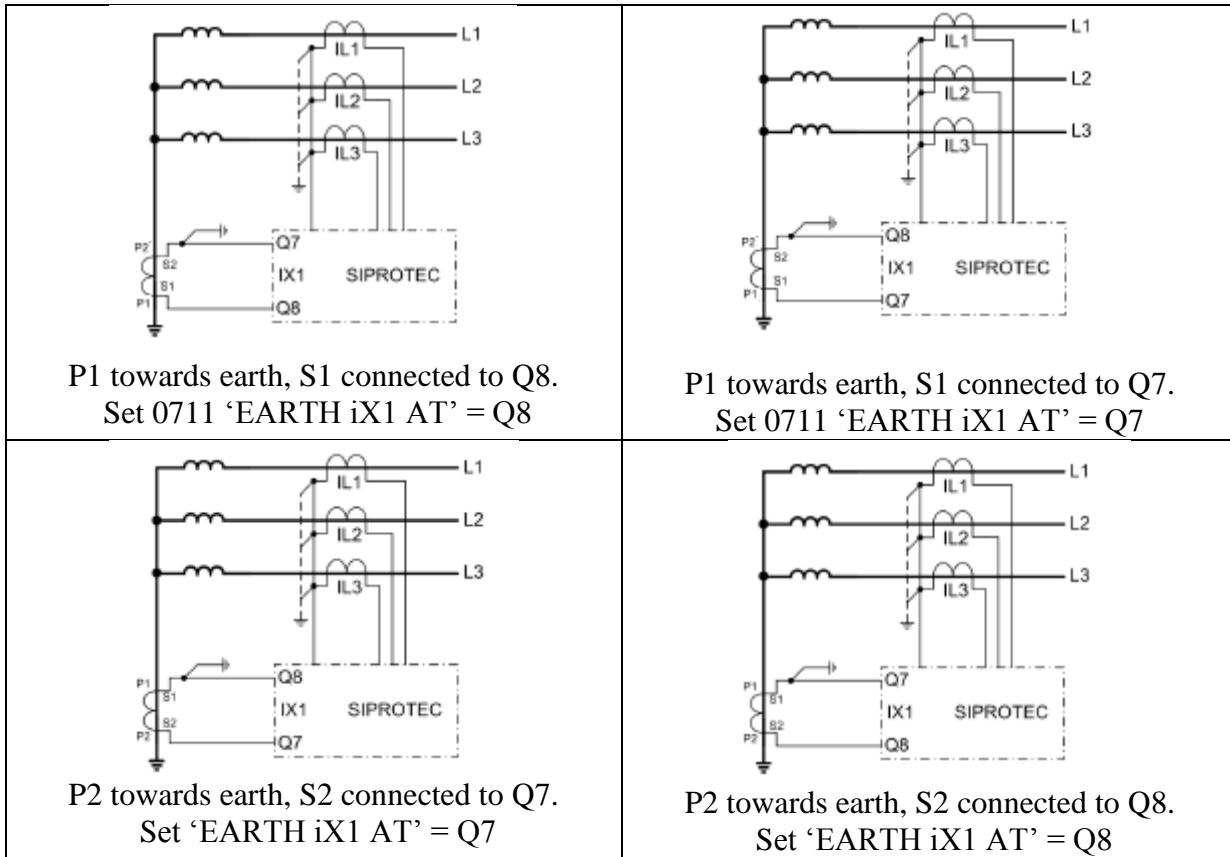 L1
IL1
L2
IL2
L3
IL3
P2
S2
Q7
IX1
SIPROTEC
S1
P1
Q8
P1 towards earth, S1 connected to Q8.
Set 0711 ‘EARTH iX1 AT’ = Q8
L1
IL1
L2
IL2
L3
IL3
P2
S2
Q8
IX1
SIPROTEC
S1
P1
Q7
P1 towards earth, S1 connected to Q7.
Set 0711 ‘EARTH iX1 AT’ = Q7
L1
IL1
L2
IL2
L3
IL3
P1
S1
Q8
IX1
SIPROTEC
S2
P2
Q7
P2 towards earth, S2 connected to Q7.
Set ‘EARTH iX1 AT’ = Q7
L1
IL1
L2
IL2
L3
IL3
P1
S1
Q7
IX1
SIPROTEC
S2
P2
Q8
P2 towards earth, S2 connected to Q8.
Set ‘EARTH iX1 AT’ = Q8